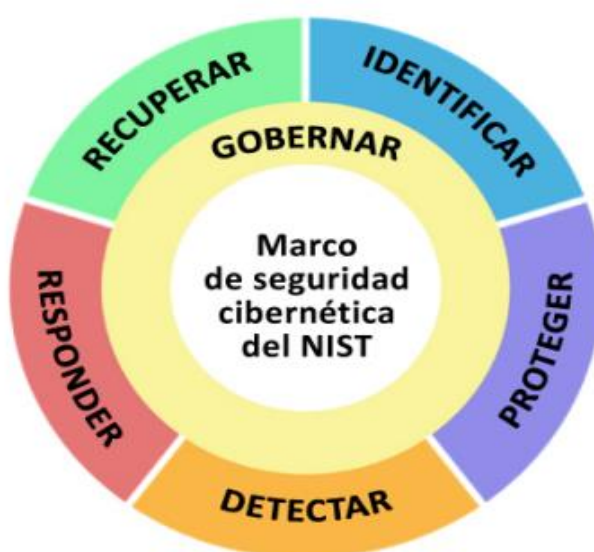 RECUPERAR
IDENTIFICAR
GOBERNAR
Marco
de seguridad
cibernética
del NIST
RESPONDER
PROTEGER
DETECTAR